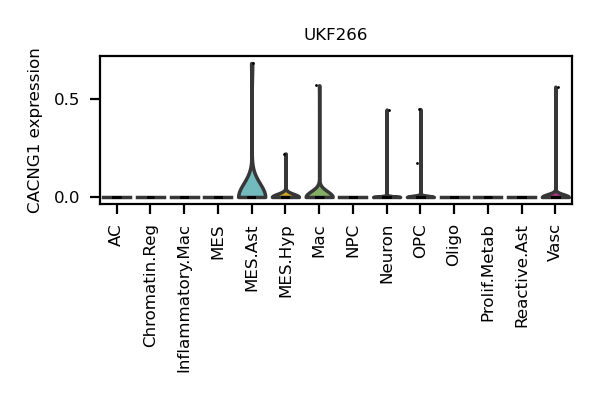 UKF266
CACNG1 expression
0.5
0.0
AC
Chromatin.Reg
Inflammatory.Mac
MES
MES.Ast
MES.Hyp
Mac
NPC
Neuron
OPC
Oligo
Prolif.Metab
Reactive.Ast
Vasc